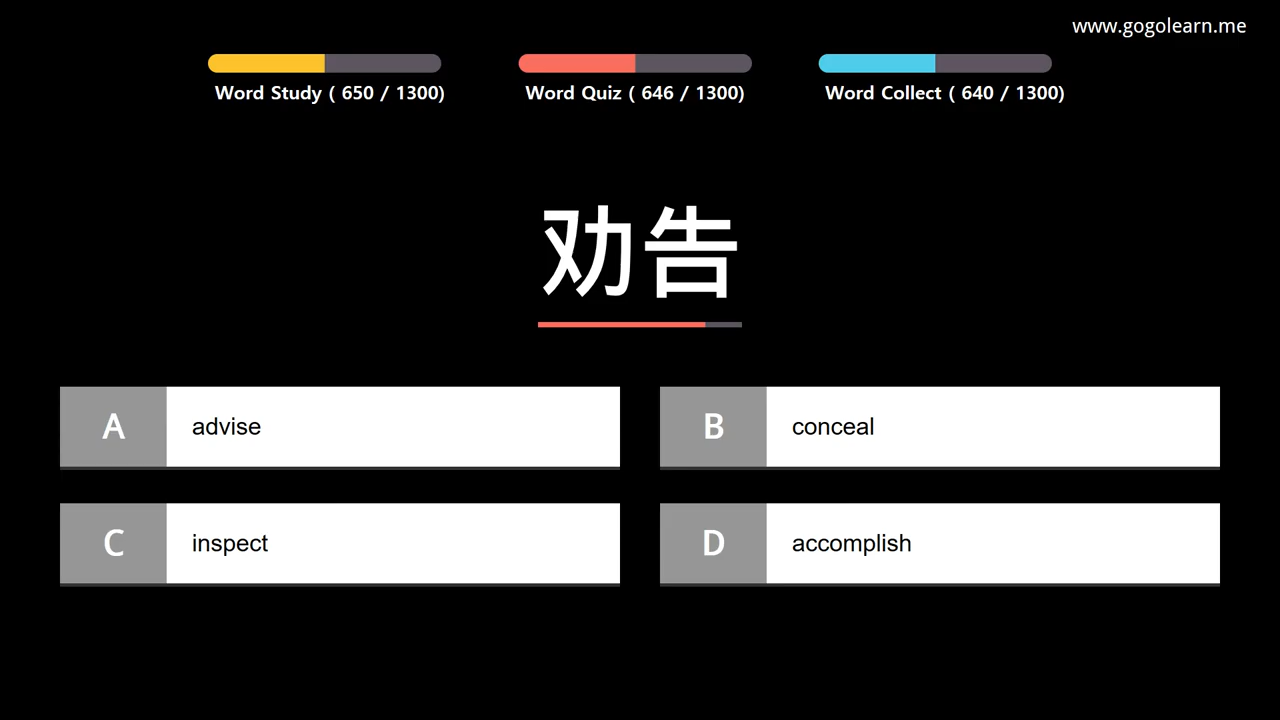 www.gogolearn.me
Word Study ( 650 / 1300)
Word Quiz ( 646 / 1300)
Word Collect ( 640 / 1300)
劝告
A advise
B conceal
C inspect
D accomplish